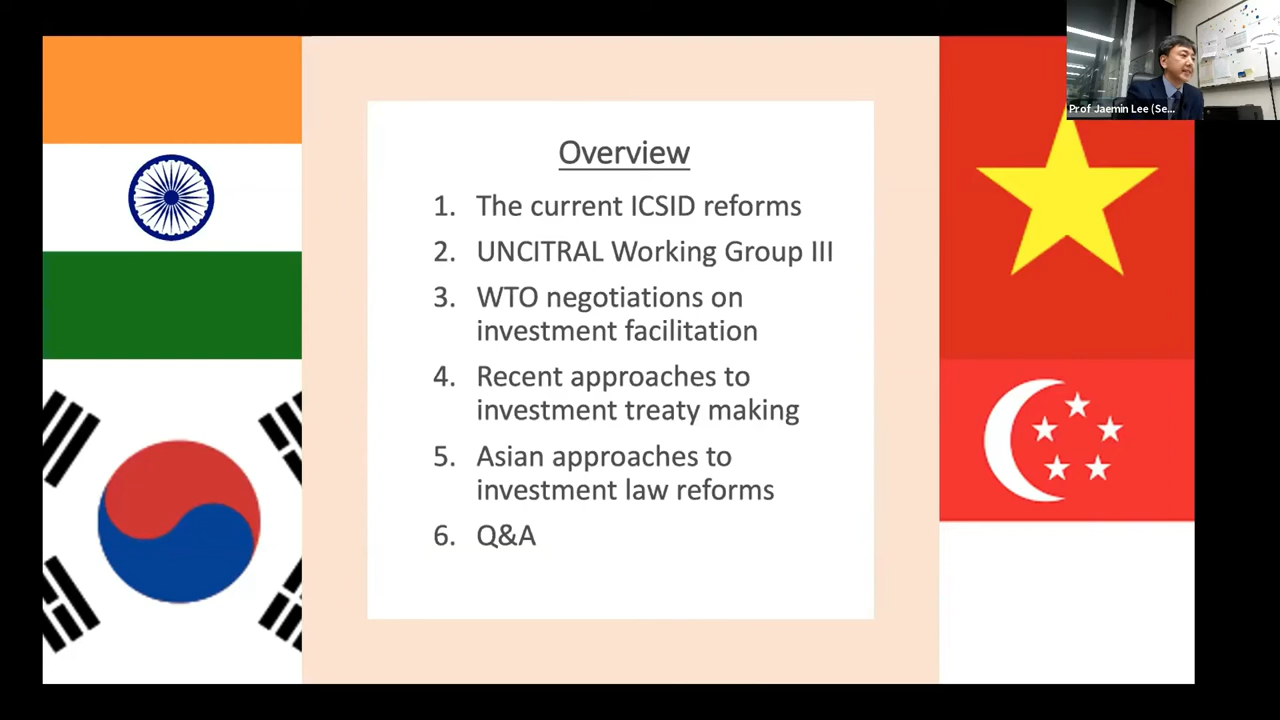 Prof Jaemin Lee (Se...
Overview
1. The current ICSID reforms
2. UNCITRAL Working Group III
3. WTO negotiations on
investment facilitation
4. Recent approaches to
investment treaty making
5. Asian approaches to
investment law reforms
6. Q&A